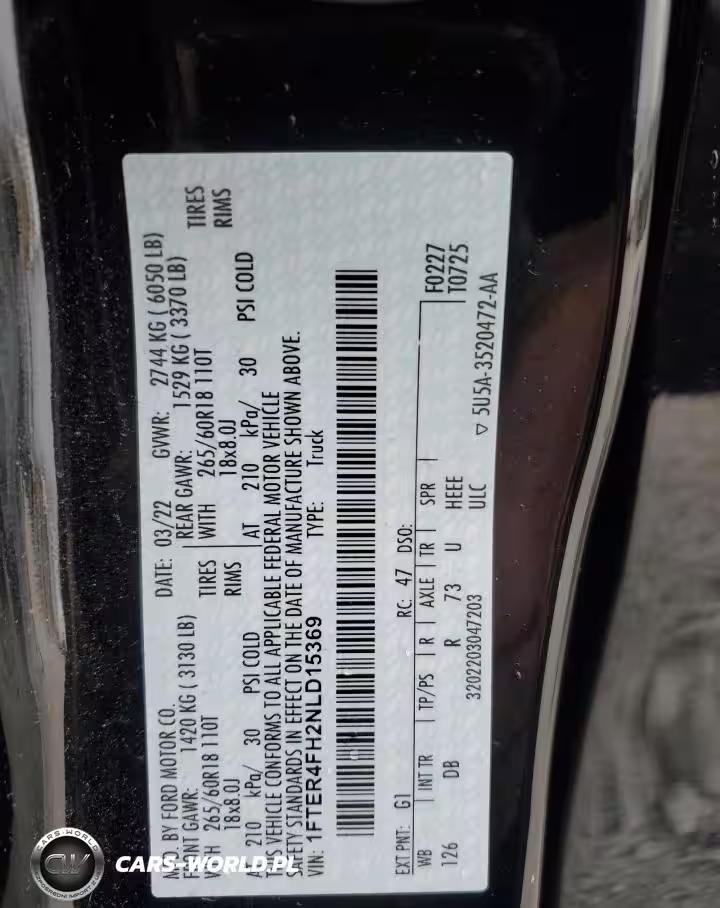 MFD. BY FORD MOTOR CO.
DATE: 03/22 GVWR: 2744 KG ( 6050 LB)
FRONT GAWR: 1420 KG ( 3130 LB)
REAR GAWR: 1529 KG ( 3370 LB)
WITH 265/60R18 110T TIRES
WITH 265/60R18 110T TIRES
18x8.0J RIMS
18x8.0J RIMS
AT 210 kPa/ 30 PSI COLD
AT 210 kPa/ 30 PSI COLD
THIS VEHICLE CONFORMS TO ALL APPLICABLE FEDERAL MOTOR VEHICLE
SAFETY STANDARDS IN EFFECT ON THE DATE OF MANUFACTURE SHOWN ABOVE.
VIN: 1FTER4FH2NLD15369 TYPE: Truck
F0227
T0725
EXT PNT: G1 RC: 47 DSO:
WB INT TR TP/PS R AXLE TR SPR
126 DB R 73 U HEEE
ULC
3202203047203
▽ 5U5A-3520472-AA
CARS-WORLD
CW
BEZPOŚREDNI IMPORT Z
CARS-WORLD.PL